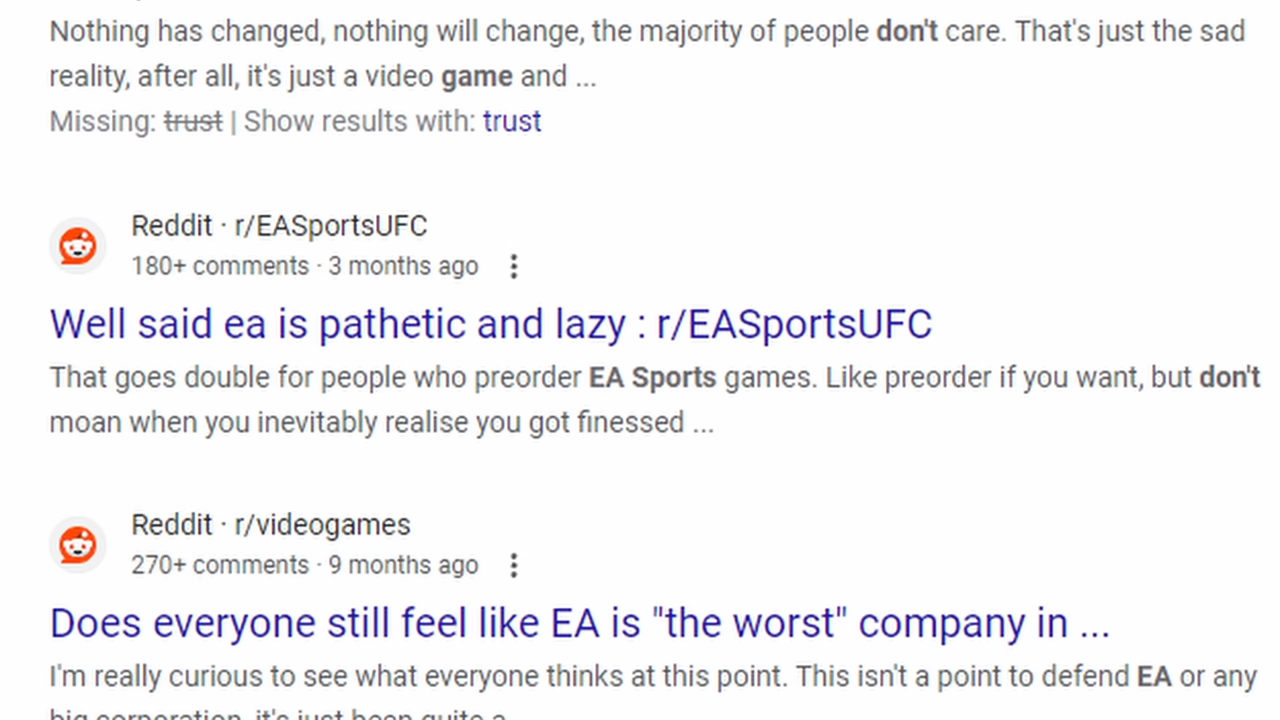 Nothing has changed, nothing will change, the majority of people don't care. That's just the sad
reality, after all, it's just a video game and ...
Missing: trust | Show results with: trust
Reddit · r/EASportsUFC
180+ comments · 3 months ago
Well said ea is pathetic and lazy : r/EASportsUFC
That goes double for people who preorder EA Sports games. Like preorder if you want, but don't
moan when you inevitably realise you got finessed ...
Reddit · r/videogames
270+ comments · 9 months ago
Does everyone still feel like EA is "the worst" company in ...
I'm really curious to see what everyone thinks at this point. This isn't a point to defend EA or any
big corporation, it's just been quite a